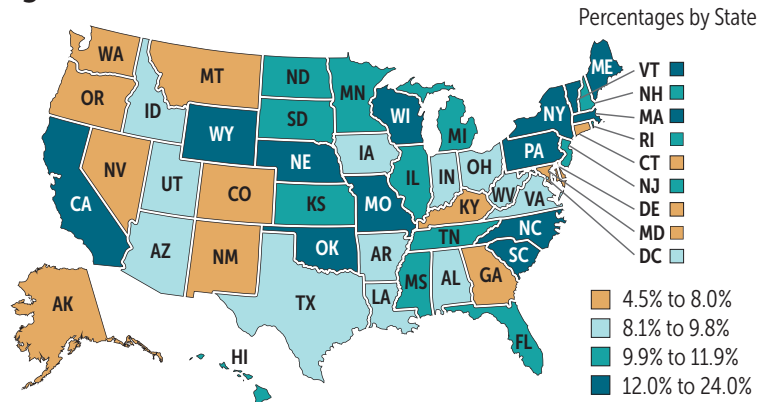 Percentages by State
WA
MT
ND
MN
ME
VT
NH
MA
RI
CT
NJ
DE
MD
DC
OR
ID
WY
SD
WI
MI
NY
PA
NV
UT
CO
NE
IA
IL
IN
OH
WV
VA
CA
KS
MO
KY
NC
TN
SC
AZ
NM
OK
AR
MS
AL
GA
LA
TX
FL
AK
HI
4.5% to 8.0%
8.1% to 9.8%
9.9% to 11.9%
12.0% to 24.0%